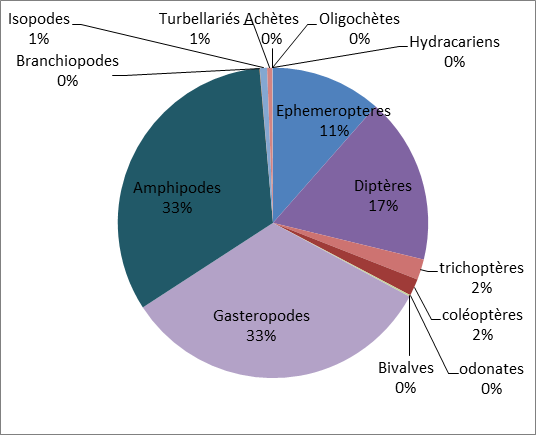 Isopodes
1%
Turbellariés
1%
Achètes
0%
Oligochètes
0%
Hydracariens
0%
Branchiopodes
0%
Ephemeropteres
11%
Diptères
17%
Amphipodes
33%
trichoptères
2%
Gasteropodes
33%
coléoptères
2%
Bivalves
0%
odonates
0%